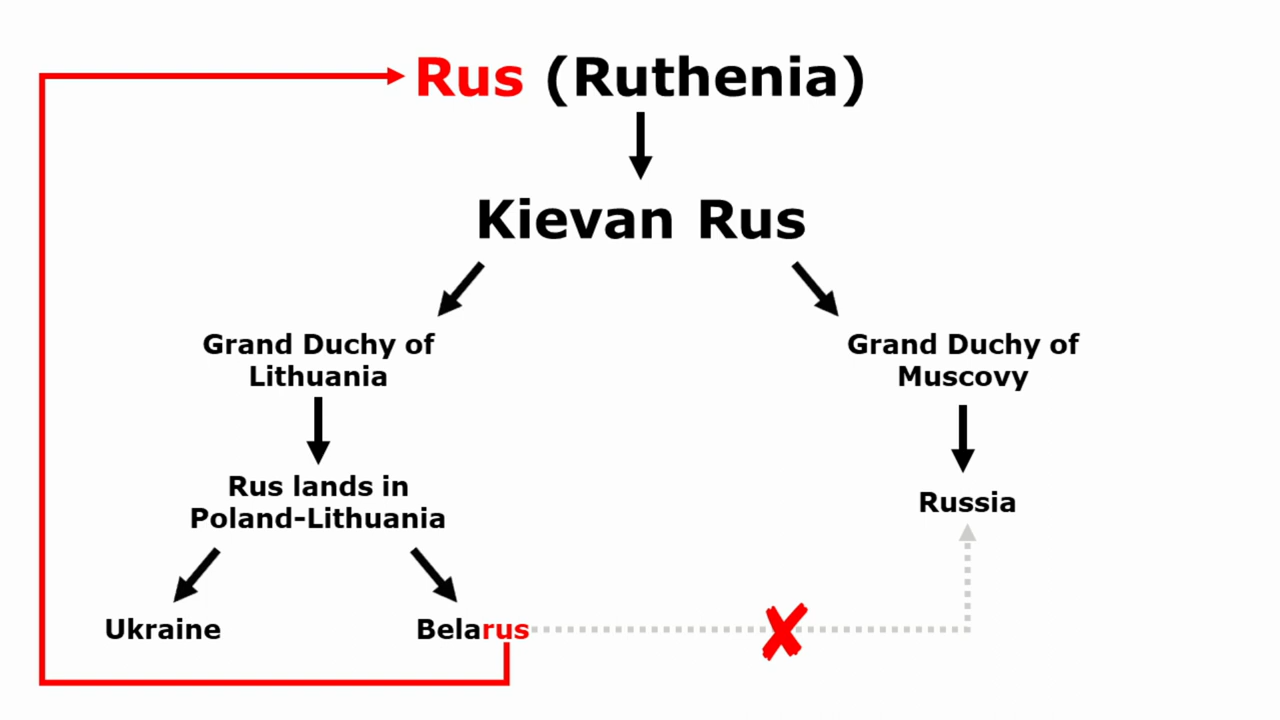 Rus (Ruthenia)
Kievan Rus
Grand Duchy of
Lithuania
Grand Duchy of
Muscovy
Rus lands in
Poland-Lithuania
Russia
Ukraine
Belarus